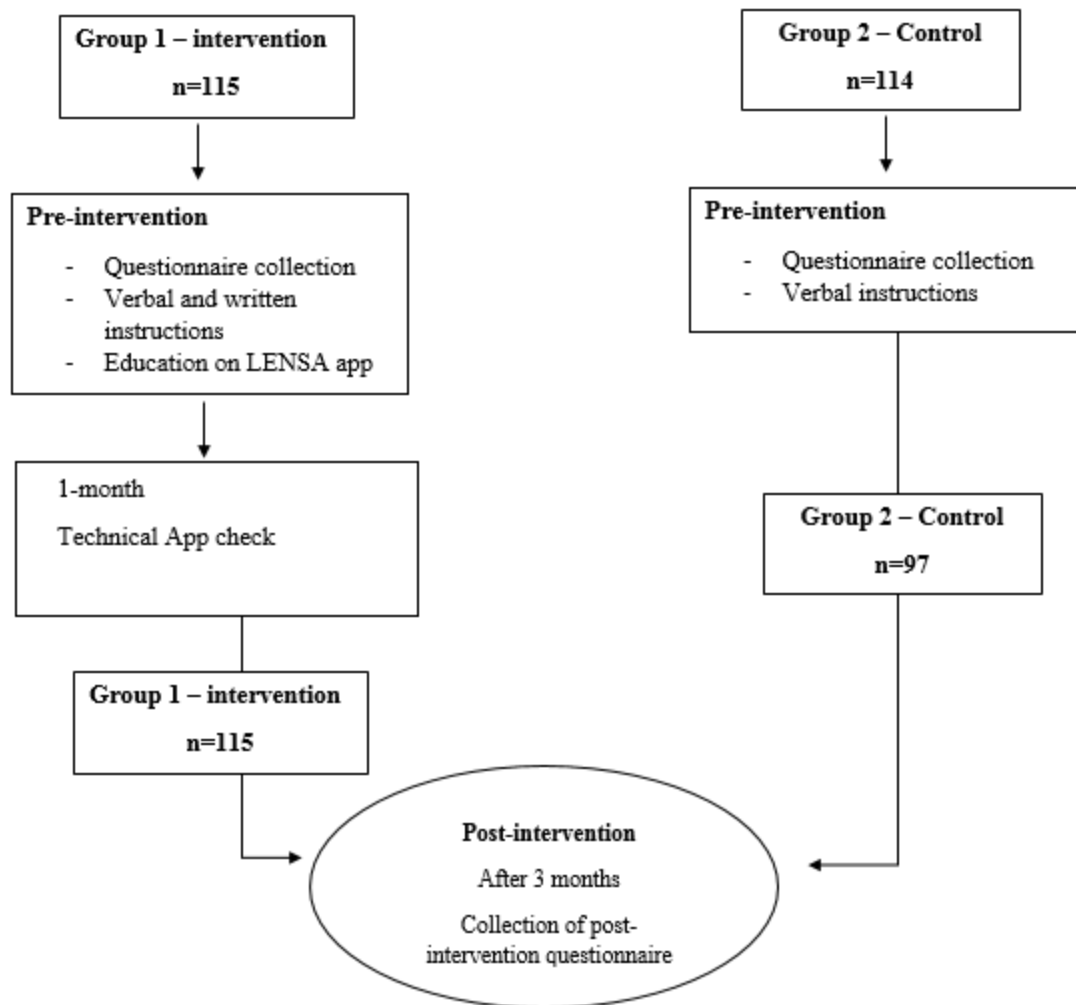 Group 1 – intervention
n=115
Group 2 – Control
n=114
Pre-intervention
- Questionnaire collection
- Verbal and written
instructions
- Education on LENSA app
Pre-intervention
- Questionnaire collection
- Verbal instructions
1-month
Technical App check
Group 2 – Control
n=97
Group 1 – intervention
n=115
Post-intervention
After 3 months
Collection of post-
intervention questionnaire